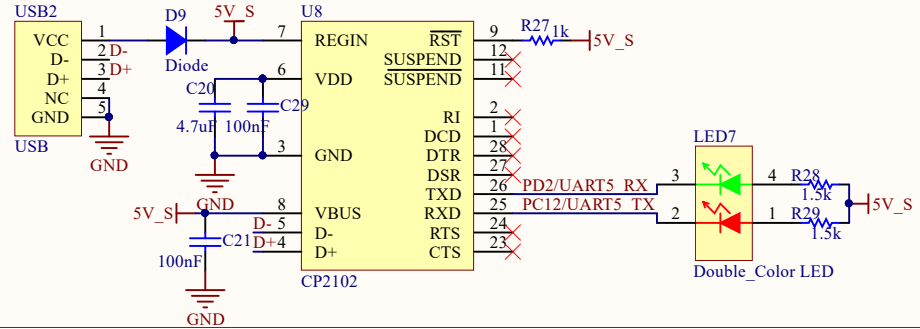 USB2
VCC
D-
D+
NC
GND
1
2
3
4
5
D-
D+
USB
GND
D9
Diode
5V_S
U8
7
6
3
8
5
4
REGIN
VDD
GND
VBUS
D-
D+
CP2102
C20
4.7uF
C29
100nF
GND
5V_S
D-
D+
C21
100nF
GND
RST
SUSPEND
SUSPEND
RI
DCD
DTR
DSR
TXD
RXD
RTS
CTS
9
12
11
2
1
28
27
26
25
24
23
R27
1k
5V_S
PD2/UART5_RX
PC12/UART5_TX
LED7
3
4
2
1
Double_Color LED
R28
1.5k
R29
1.5k
5V_S